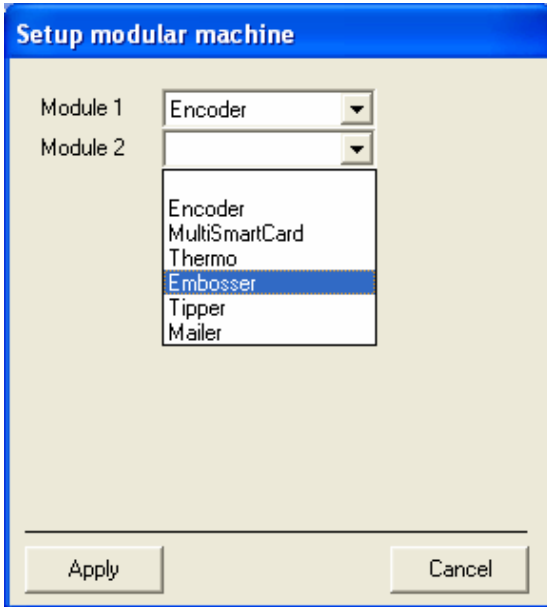 Setup modular machine
Module 1 Encoder
Module 2
Encoder
MultiSmartCard
Thermo
Embosser
Tipper
Mailer
Apply Cancel